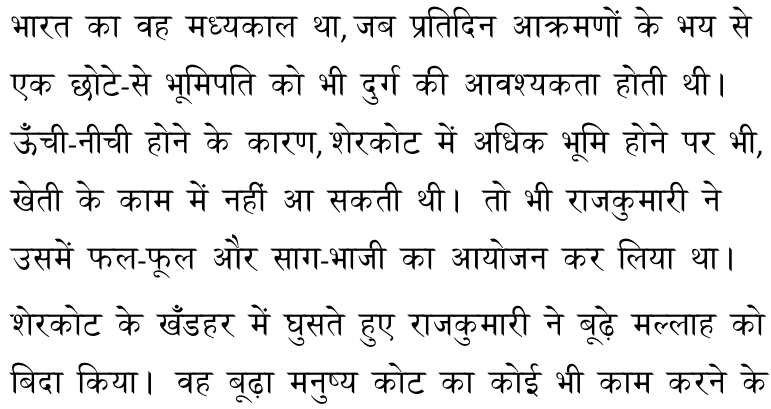 भारत का वह मध्यकाल था, जब प्रतिदिन आक्रमणों के भय से
एक छोटे-से भूमिपति को भी दुर्ग की आवश्यकता होती थी।
ऊँची-नीची होने के कारण, शेरकोट में अधिक भूमि होने पर भी,
खेती के काम में नहीं आ सकती थी। तो भी राजकुमारी ने
उसमें फल-फूल और साग-भाजी का आयोजन कर लिया था।
शेरकोट के खँडहर में घुसते हुए राजकुमारी ने बूढ़े मल्लाह को
बिदा किया। वह बूढ़ा मनुष्य कोट का कोई भी काम करने के